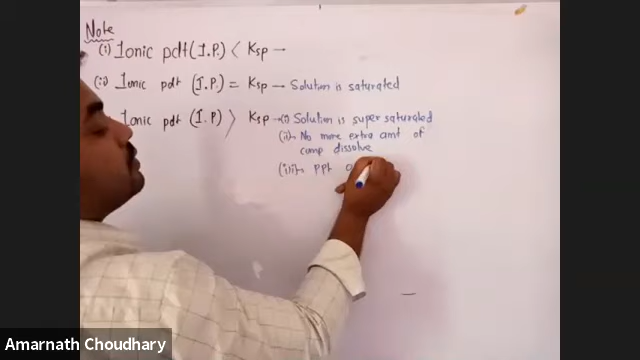 Note
(i) Ionic pdt (I.P.) < Ksp —
(ii) Ionic pdt (I.P.) = Ksp — Solution is saturated
Ionic pdt (I.P) > Ksp → (i) Solution is super saturated
(ii) → No more extra amt of
comp dissolve
(iii) → ppt
Amarnath Choudhary